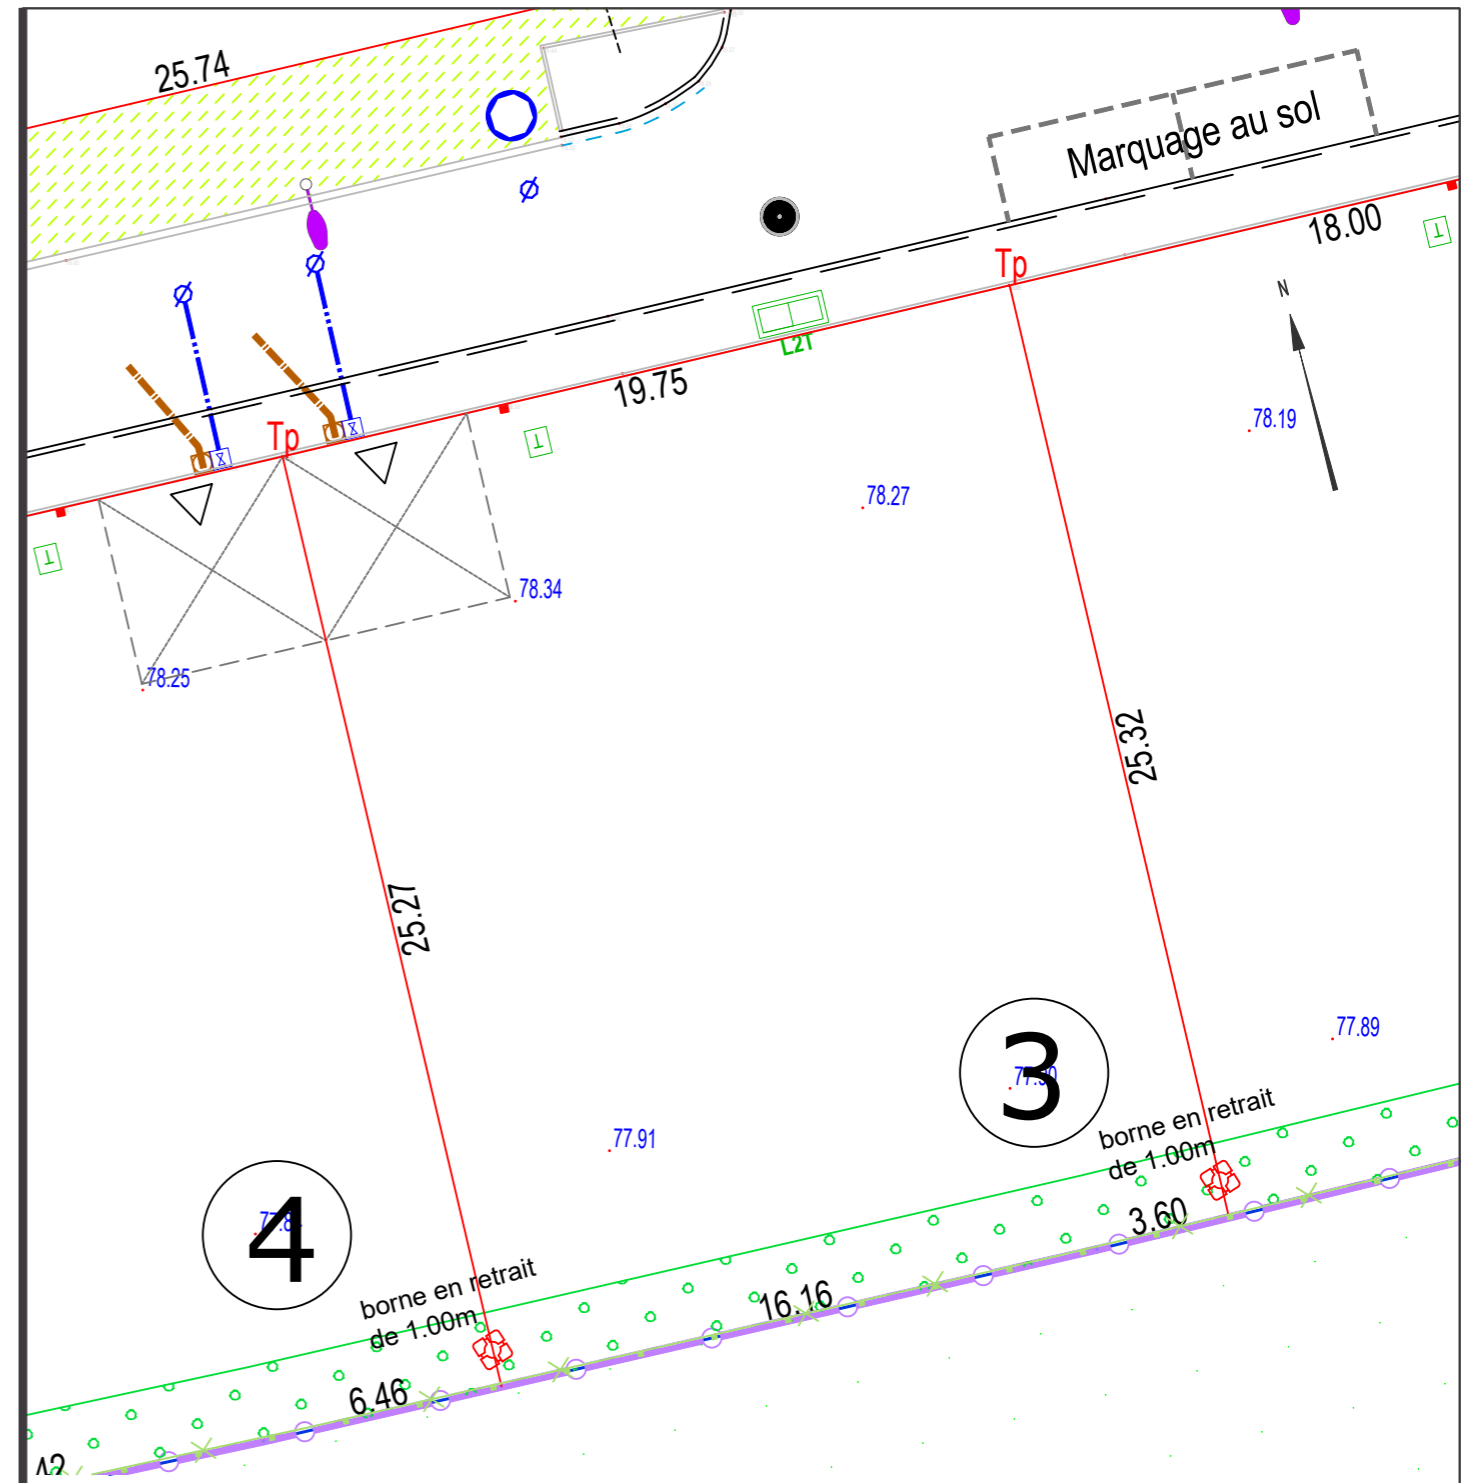 25.74
Marquage au sol
18.00
Tp
N
L2T
19.75
78.19
Tp
78.27
78.34
78.25
25.32
25.27
77.89
3
borne en retrait
de 1.00m
77.91
3.60
4
borne en retrait
de 1.00m
16.16
6.46